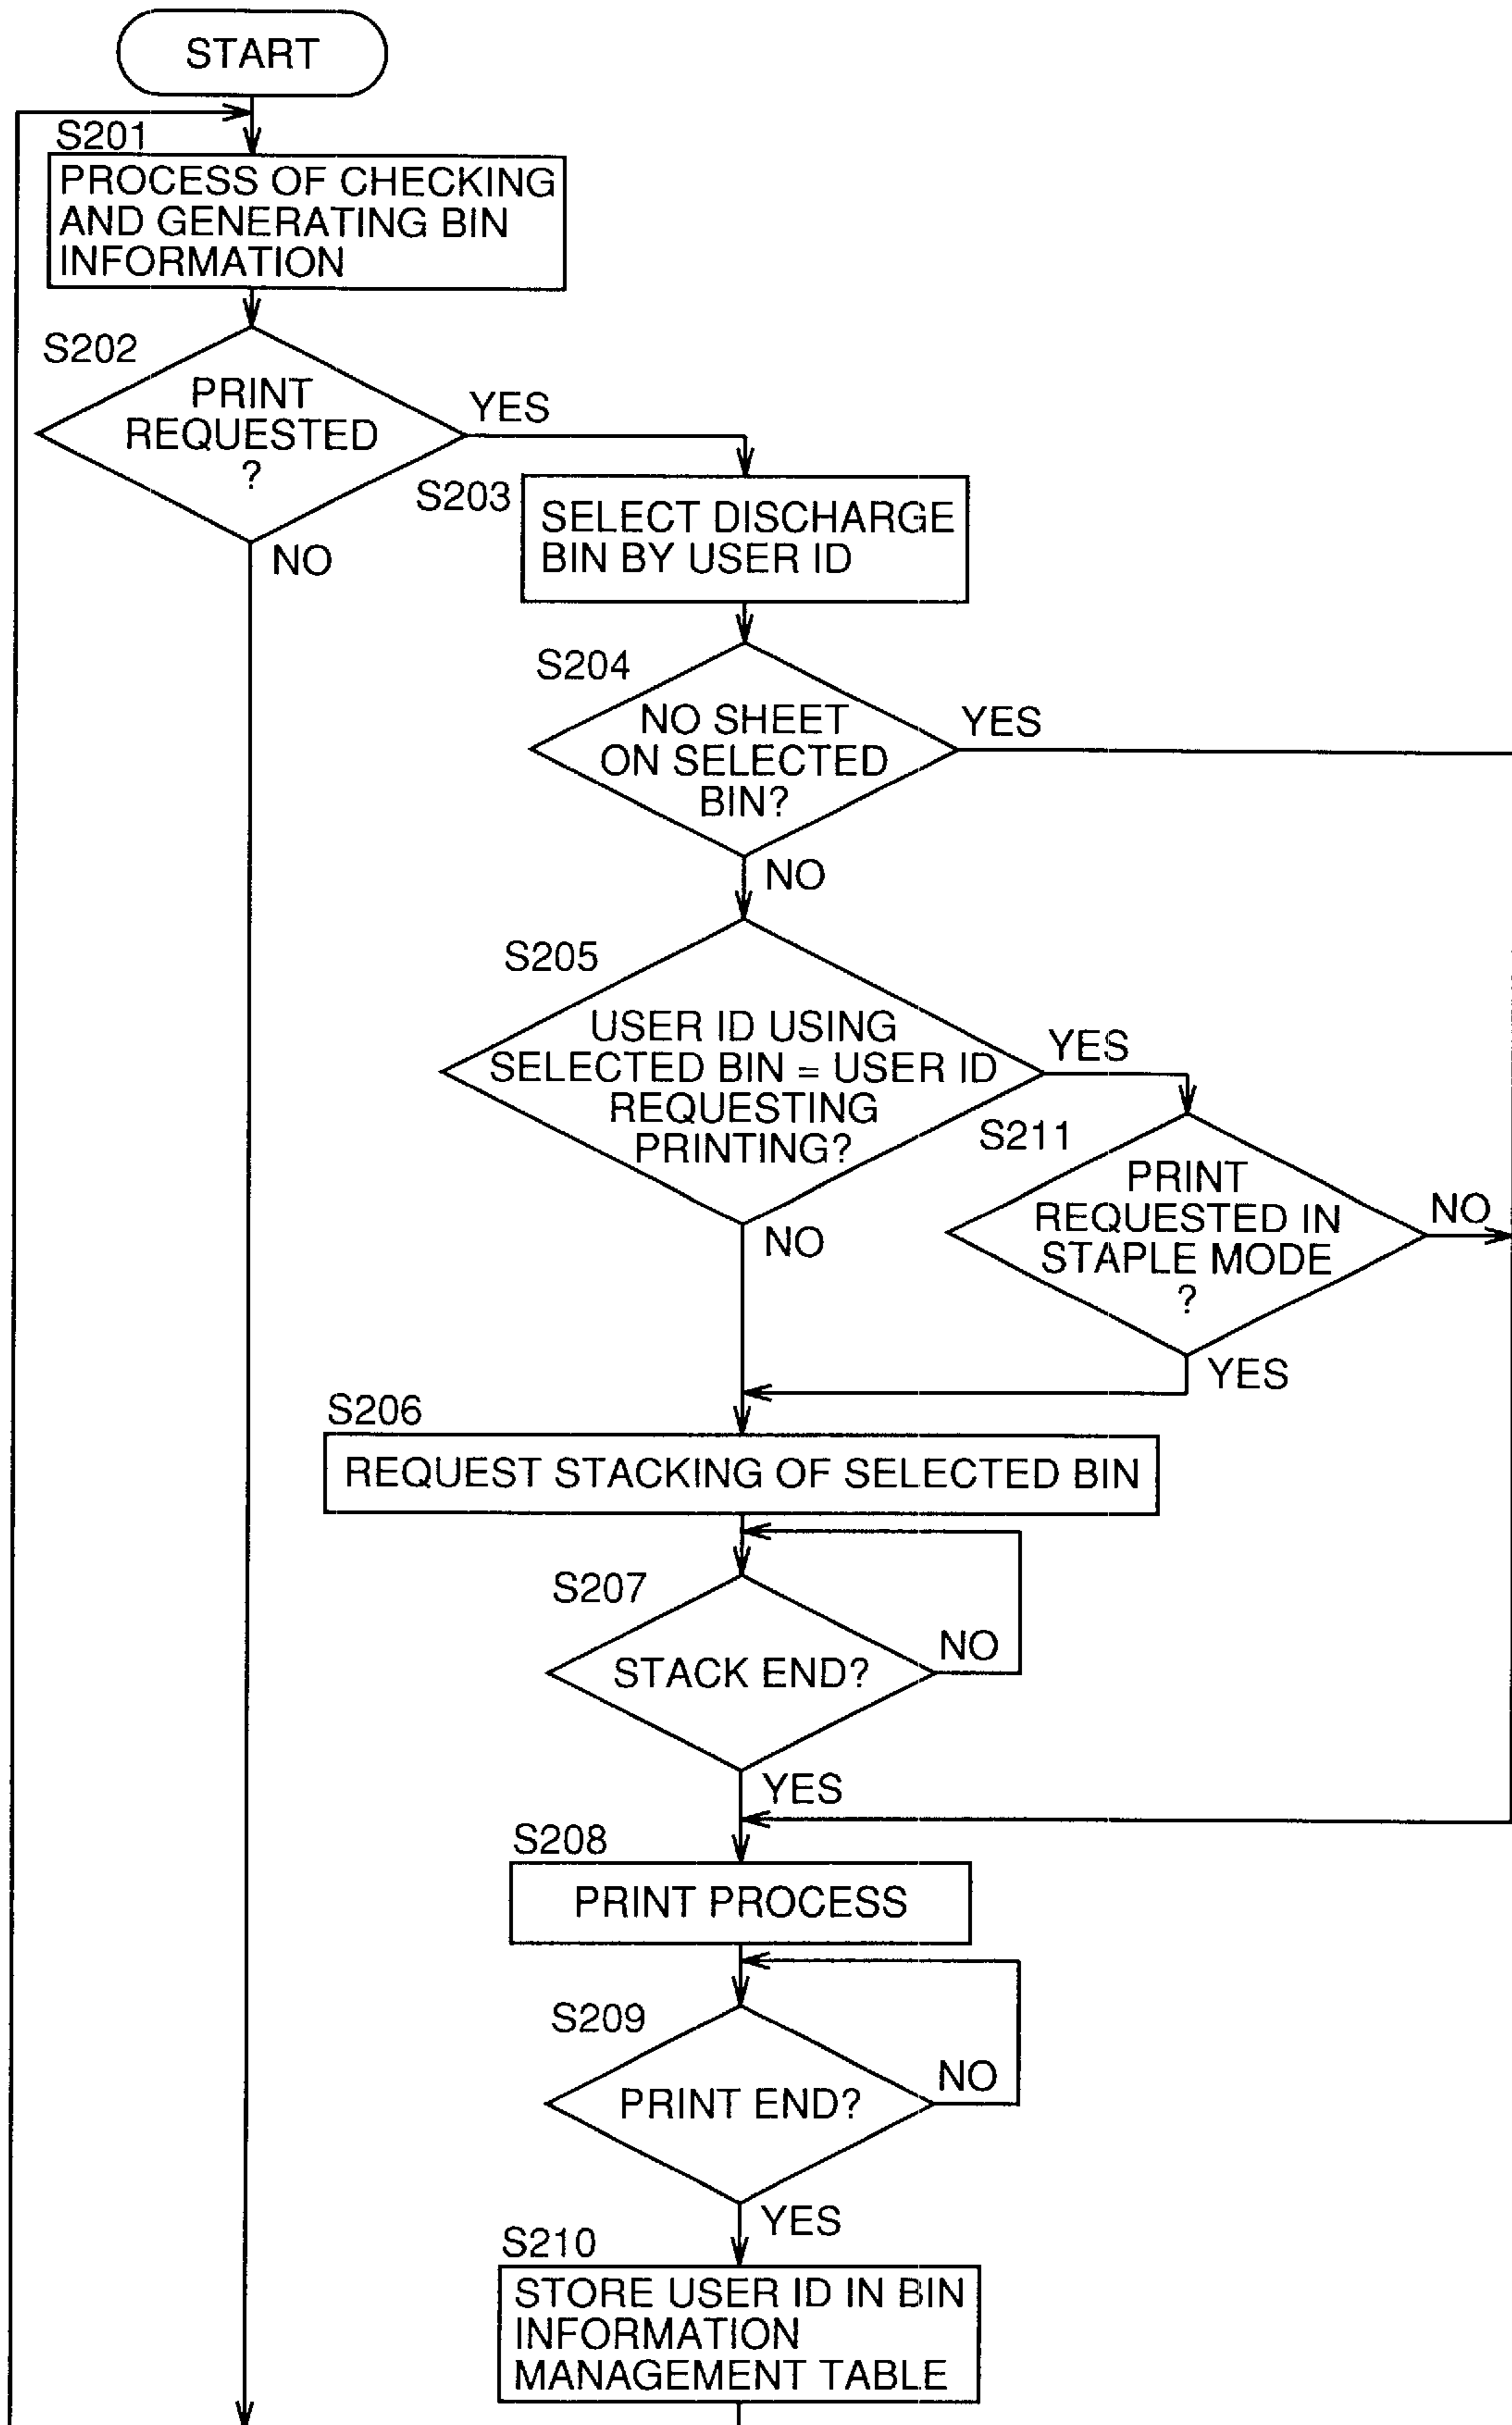 START
S201
PROCESS OF CHECKING
AND GENERATING BIN
INFORMATION
S202
PRINT
REQUESTED
?
YES
NO
S203
SELECT DISCHARGE
BIN BY USER ID
S204
NO SHEET
ON SELECTED
BIN?
YES
NO
S205
USER ID USING
SELECTED BIN = USER ID
REQUESTING
PRINTING?
YES
NO
S211
PRINT
REQUESTED IN
STAPLE MODE
?
NO
YES
S206
REQUEST STACKING OF SELECTED BIN
S207
STACK END?
NO
YES
S208
PRINT PROCESS
S209
PRINT END?
NO
YES
S210
STORE USER ID IN BIN
INFORMATION
MANAGEMENT TABLE